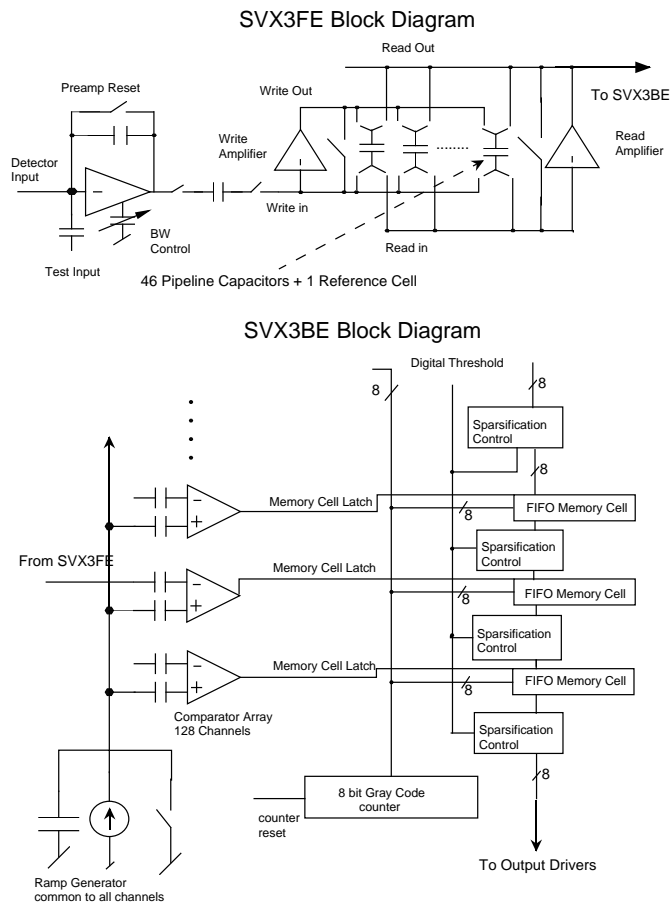 SVX3FE Block Diagram
Read Out
Preamp Reset
Write Out
To SVX3BE
Write
Amplifier
Read
Amplifier
Detector
Input
Write in
BW
Control
Read in
Test Input
46 Pipeline Capacitors + 1 Reference Cell
SVX3BE Block Diagram
Digital Threshold
8
8
Sparsification
Control
8
Memory Cell Latch
FIFO Memory Cell
8
Sparsification
Control
From SVX3FE
Memory Cell Latch
FIFO Memory Cell
8
Sparsification
Control
Memory Cell Latch
FIFO Memory Cell
8
Comparator Array
128 Channels
Sparsification
Control
8
8 bit Gray Code
counter
counter
reset
To Output Drivers
Ramp Generator
common to all channels